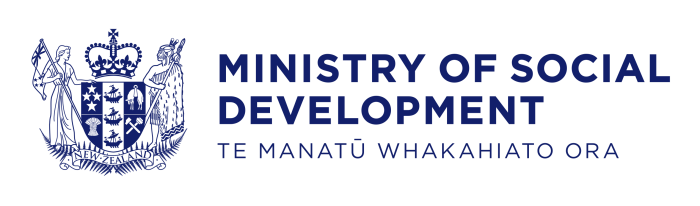 MINISTRY OF SOCIAL
DEVELOPMENT
TE MANATŪ WHAKAHIATO ORA
NEW·ZEALAND